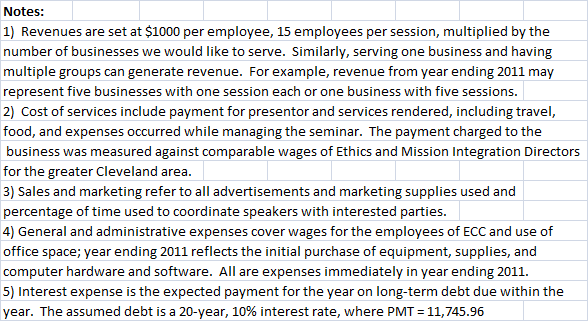 Notes:
1)  Revenues are set at $1000 per employee, 15 employees per session, multiplied by the
number of businesses we would like to serve.  Similarly, serving one business and having
multiple groups can generate revenue.  For example, revenue from year ending 2011 may
represent five businesses with one session each or one business with five sessions.
2)  Cost of services include payment for presentor and services rendered, including travel,
food, and expenses occurred while managing the seminar.  The payment charged to the
business was measured against comparable wages of Ethics and Mission Integration Directors
for the greater Cleveland area.
3) Sales and marketing refer to all advertisements and marketing supplies used and
percentage of time used to coordinate speakers with interested parties.
4) General and administrative expenses cover wages for the employees of ECC and use of
office space; year ending 2011 reflects the initial purchase of equipment, supplies, and
computer hardware and software.  All are expenses immediately in year ending 2011.
5) Interest expense is the expected payment for the year on long-term debt due within the
year.  The assumed debt is a 20-year, 10% interest rate, where PMT = 11,745.96